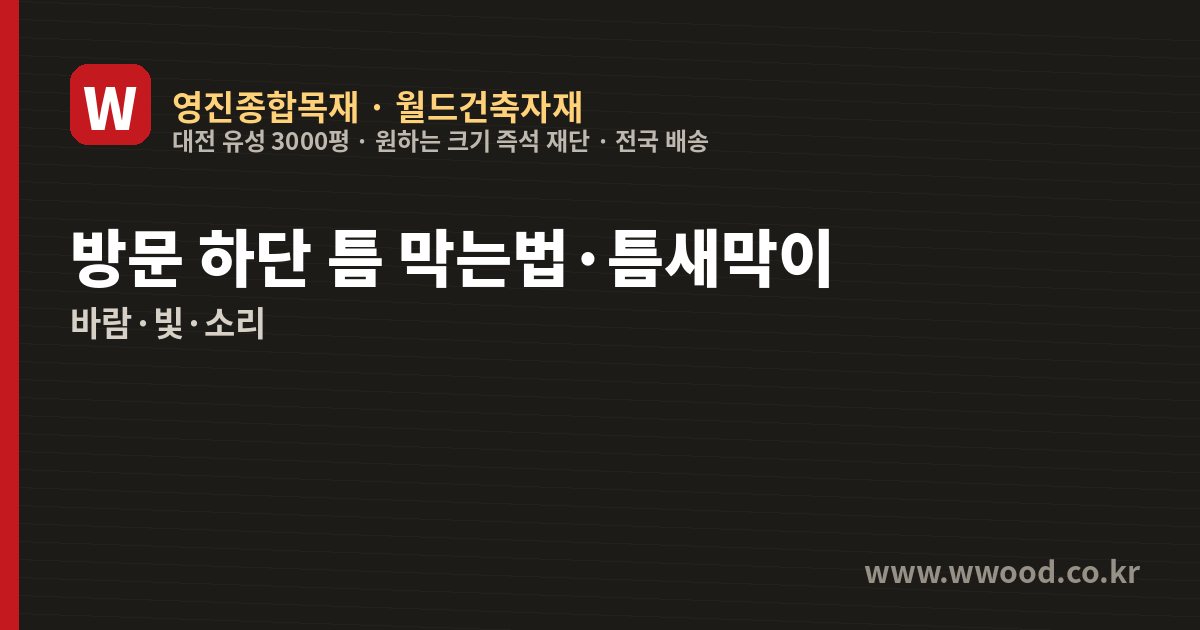 W
영진종합목재 · 월드건축자재
대전 유성 3000평 · 원하는 크기 즉석 재단 · 전국 배송
방문 하단 틈 막는법·틈새막이
바람·빛·소리
www.wwood.co.kr